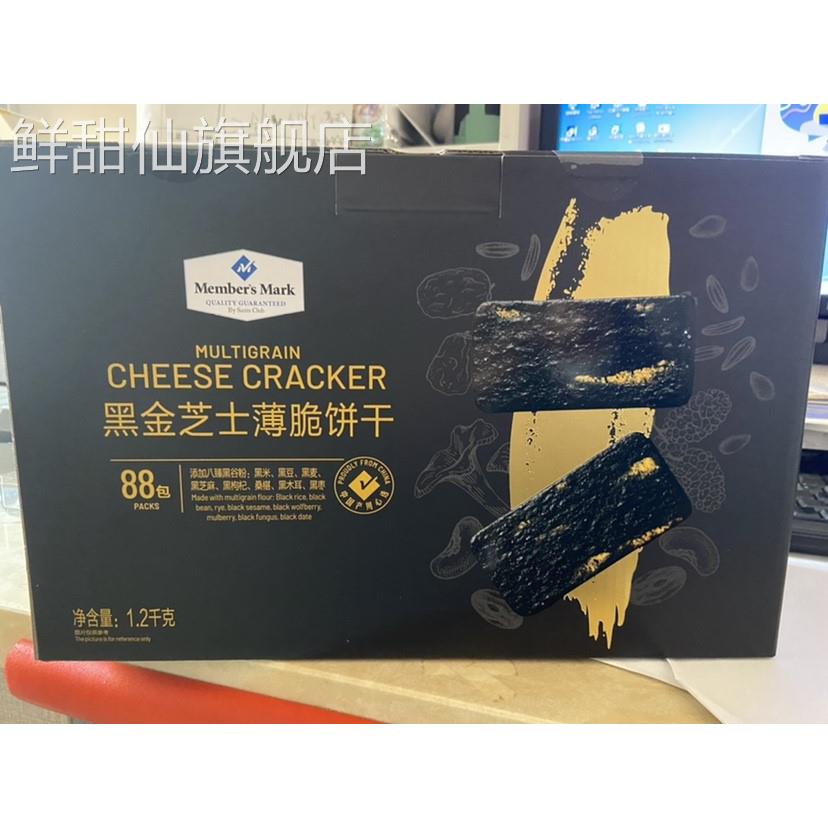 鲜甜仙旗舰店
Member's Mark
QUALITY GUARANTEED
By Sam's Club
MULTIGRAIN
CHEESE CRACKER
黑金芝士薄脆饼干
88包
PACKS
添加八臻黑谷粉：黑米、黑豆、黑麦、
黑芝麻、黑枸杞、桑椹、黑木耳、黑枣
Made with multigrain flour: Black rice, black
bean, rye, black sesame, black wolfberry,
mulberry, black fungus, black date
PROUDLY FROM CHINA
中国产用心选
净含量：1.2千克
图片仅供参考
The picture is for reference only